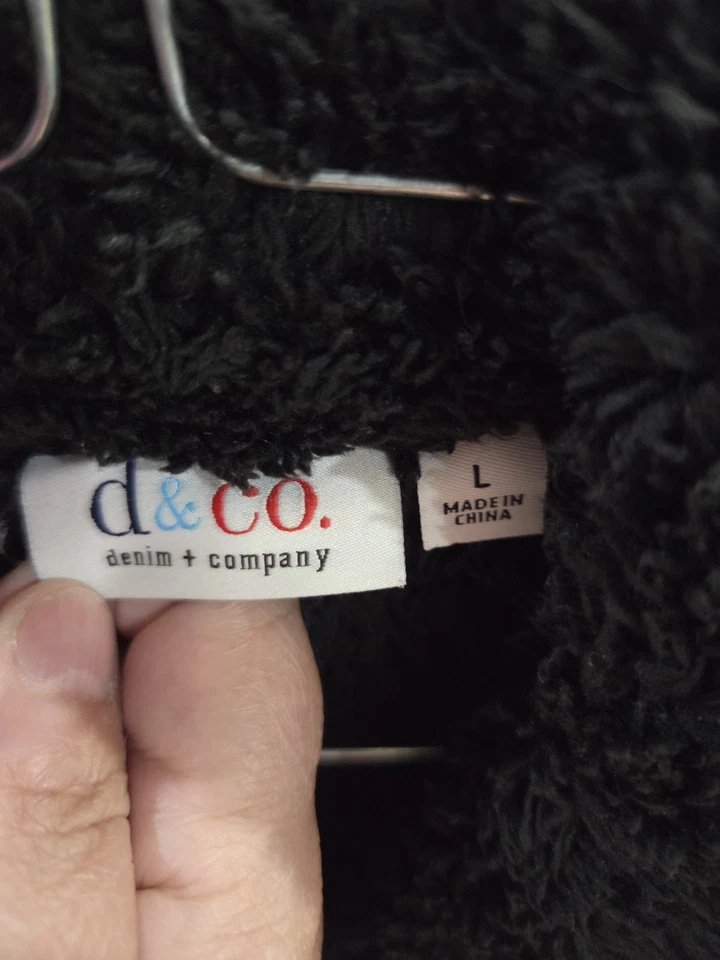 d&co.
denim + company
L
MADE IN
CHINA